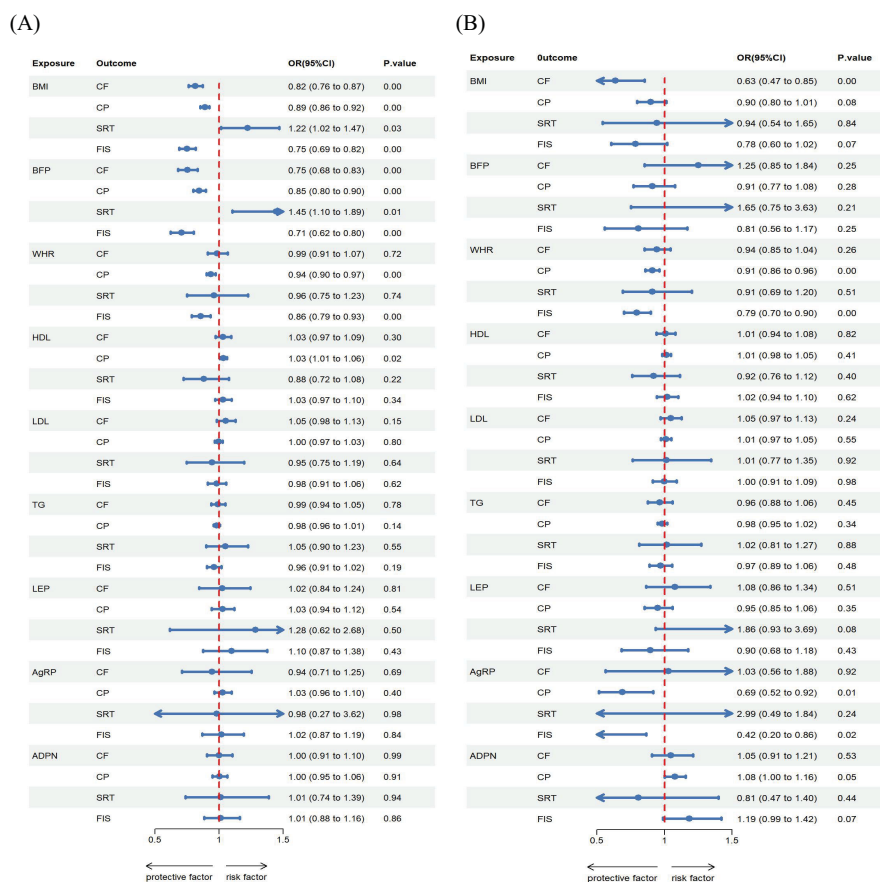 (A)
Exposure Outcome OR(95%CI) P.value
BMI CF 0.82 (0.76 to 0.87) 0.00
CP 0.89 (0.86 to 0.92) 0.00
SRT 1.22 (1.02 to 1.47) 0.03
FIS 0.75 (0.69 to 0.82) 0.00
BFP CF 0.75 (0.68 to 0.83) 0.00
CP 0.85 (0.80 to 0.90) 0.00
SRT 1.45 (1.10 to 1.89) 0.01
FIS 0.71 (0.62 to 0.80) 0.00
WHR CF 0.99 (0.91 to 1.07) 0.72
CP 0.94 (0.90 to 0.97) 0.00
SRT 0.96 (0.75 to 1.23) 0.74
FIS 0.86 (0.79 to 0.93) 0.00
HDL CF 1.03 (0.97 to 1.09) 0.30
CP 1.03 (1.01 to 1.06) 0.02
SRT 0.88 (0.72 to 1.08) 0.22
FIS 1.03 (0.97 to 1.10) 0.34
LDL CF 1.05 (0.98 to 1.13) 0.15
CP 1.00 (0.97 to 1.03) 0.80
SRT 0.95 (0.75 to 1.19) 0.64
FIS 0.98 (0.91 to 1.06) 0.62
TG CF 0.99 (0.94 to 1.05) 0.78
CP 0.98 (0.96 to 1.01) 0.14
SRT 1.05 (0.90 to 1.23) 0.55
FIS 0.96 (0.91 to 1.02) 0.19
LEP CF 1.02 (0.84 to 1.24) 0.81
CP 1.03 (0.94 to 1.12) 0.54
SRT 1.28 (0.62 to 2.68) 0.50
FIS 1.10 (0.87 to 1.38) 0.43
AgRP CF 0.94 (0.71 to 1.25) 0.69
CP 1.03 (0.96 to 1.10) 0.40
SRT 0.98 (0.27 to 3.62) 0.98
FIS 1.02 (0.87 to 1.19) 0.84
ADPN CF 1.00 (0.91 to 1.10) 0.99
CP 1.00 (0.95 to 1.06) 0.91
SRT 1.01 (0.74 to 1.39) 0.94
FIS 1.01 (0.88 to 1.16) 0.86
0.5 1 1.5
protective factor risk factor
(B)
Exposure 0utcome OR(95%CI) P.value
BMI CF 0.63 (0.47 to 0.85) 0.00
CP 0.90 (0.80 to 1.01) 0.08
SRT 0.94 (0.54 to 1.65) 0.84
FIS 0.78 (0.60 to 1.02) 0.07
BFP CF 1.25 (0.85 to 1.84) 0.25
CP 0.91 (0.77 to 1.08) 0.28
SRT 1.65 (0.75 to 3.63) 0.21
FIS 0.81 (0.56 to 1.17) 0.25
WHR CF 0.94 (0.85 to 1.04) 0.26
CP 0.91 (0.86 to 0.96) 0.00
SRT 0.91 (0.69 to 1.20) 0.51
FIS 0.79 (0.70 to 0.90) 0.00
HDL CF 1.01 (0.94 to 1.08) 0.82
CP 1.01 (0.98 to 1.05) 0.41
SRT 0.92 (0.76 to 1.12) 0.40
FIS 1.02 (0.94 to 1.10) 0.62
LDL CF 1.05 (0.97 to 1.13) 0.24
CP 1.01 (0.97 to 1.05) 0.55
SRT 1.01 (0.77 to 1.35) 0.92
FIS 1.00 (0.91 to 1.09) 0.98
TG CF 0.96 (0.88 to 1.06) 0.45
CP 0.98 (0.95 to 1.02) 0.34
SRT 1.02 (0.81 to 1.27) 0.88
FIS 0.97 (0.89 to 1.06) 0.48
LEP CF 1.08 (0.86 to 1.34) 0.51
CP 0.95 (0.85 to 1.06) 0.35
SRT 1.86 (0.93 to 3.69) 0.08
FIS 0.90 (0.68 to 1.18) 0.43
AgRP CF 1.03 (0.56 to 1.88) 0.92
CP 0.69 (0.52 to 0.92) 0.01
SRT 2.99 (0.49 to 1.84) 0.24
FIS 0.42 (0.20 to 0.86) 0.02
ADPN CF 1.05 (0.91 to 1.21) 0.53
CP 1.08 (1.00 to 1.16) 0.05
SRT 0.81 (0.47 to 1.40) 0.44
FIS 1.19 (0.99 to 1.42) 0.07
0.5 1 1.5
protective factor risk factor